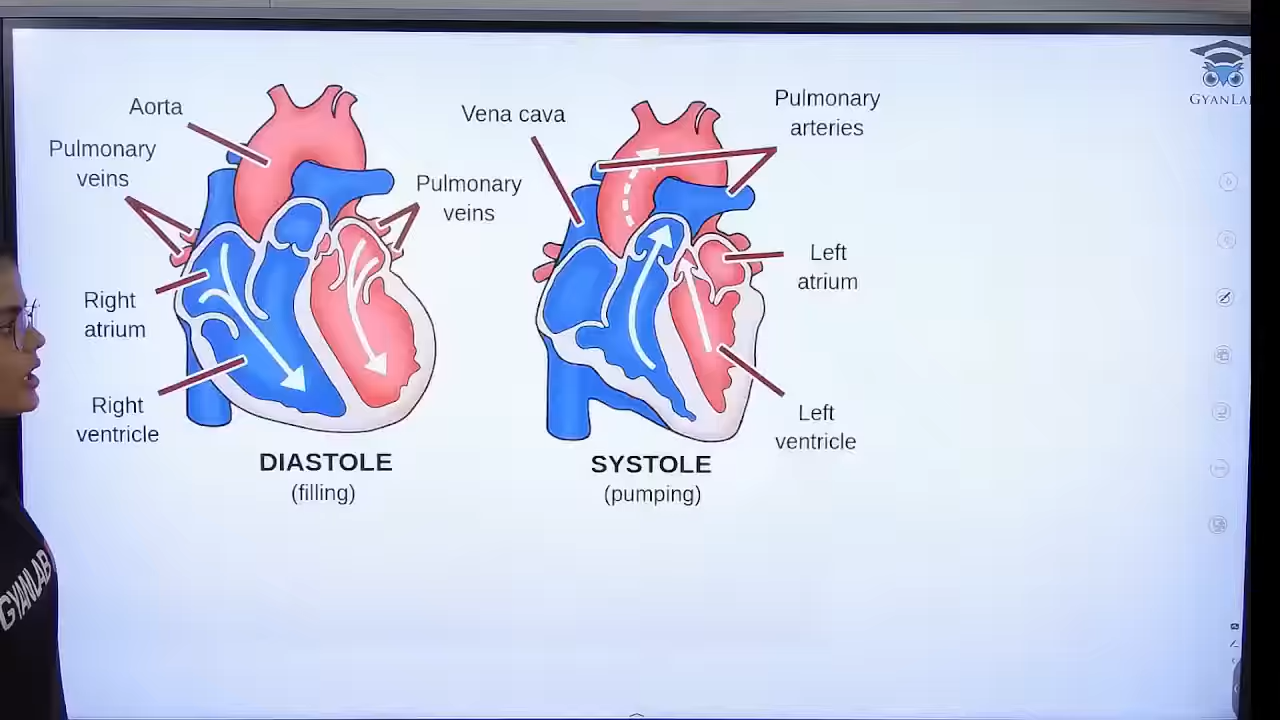 Aorta
Pulmonary
veins
Right
atrium
Right
ventricle
Pulmonary
veins
DIASTOLE
(filling)
Vena cava
Pulmonary
arteries
Left
atrium
Left
ventricle
SYSTOLE
(pumping)
GYANLA
GYANLAB